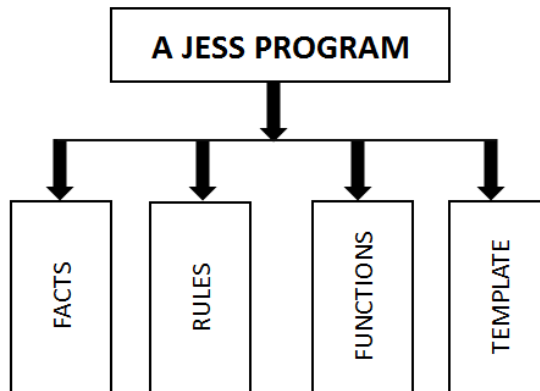 A JESS PROGRAM
FACTS
RULES
FUNCTIONS
TEMPLATE